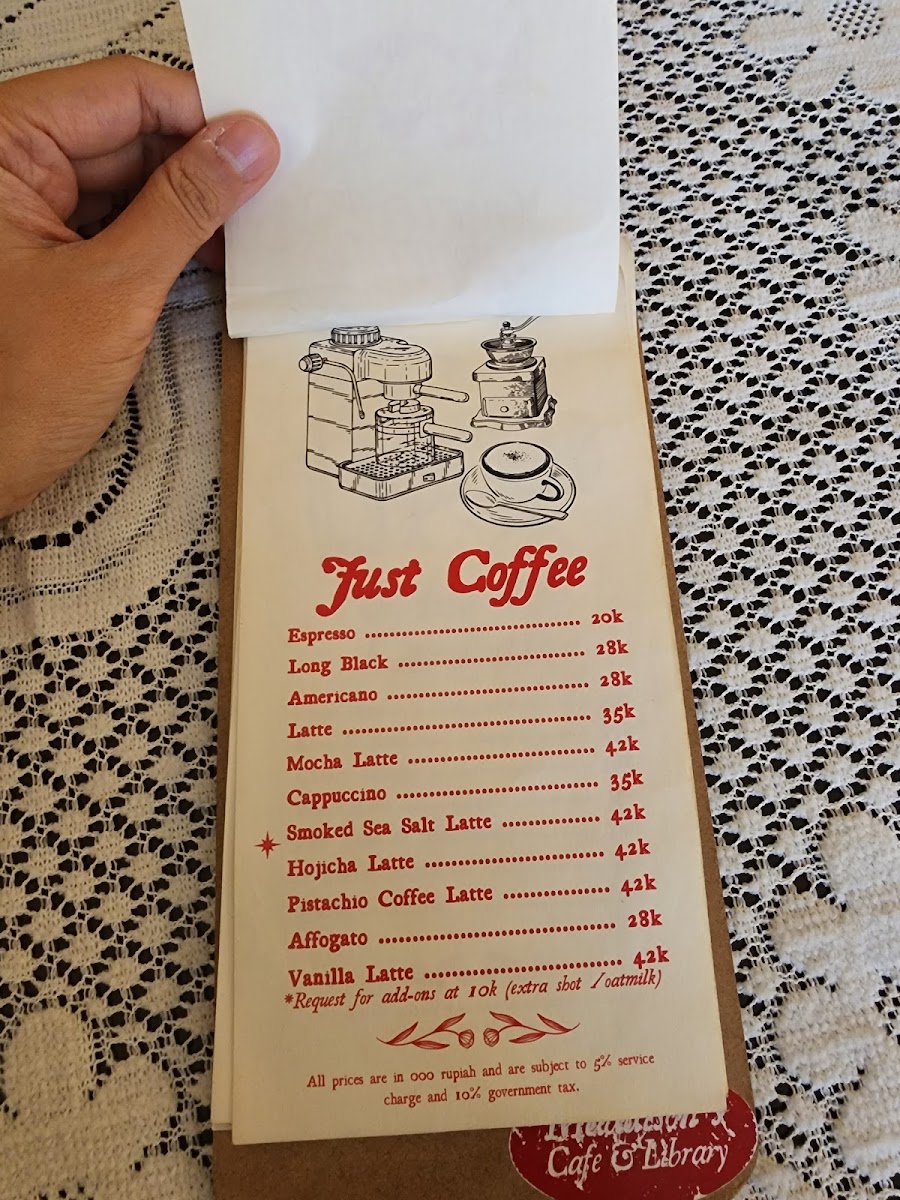 Just Coffee
Espresso ........................................ 20k
Long Black .................................. 28k
Americano ..................................... 28k
Latte ............................................. 35k
Mocha Latte .................................. 42k
Cappuccino .................................... 35k
Smoked Sea Salt Latte ................ 42k
Hojicha Latte ................................ 42k
Pistachio Coffee Latte ................. 42k
Affogato .......................................... 28k
Vanilla Latte .................................... 42k
*Request for add-ons at 10k (extra shot / oatmilk)
All prices are in 000 rupiah and are subject to 5% service
charge and 10% government tax.
Cafe & Library